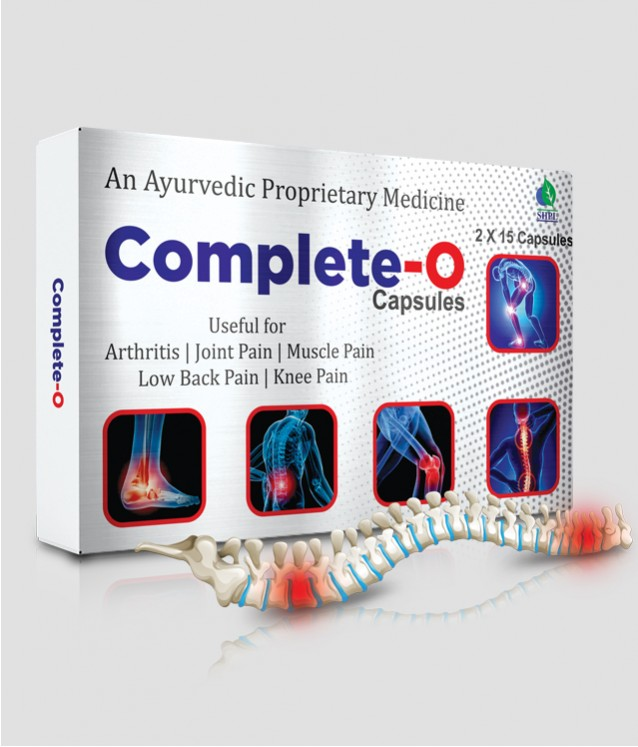 An Ayurvedic Proprietary Medicine
SHRI
2 X 15 Capsules
Complete-O
Capsules
Useful for
Arthritis | Joint Pain | Muscle Pain
Low Back Pain | Knee Pain
Complete-O